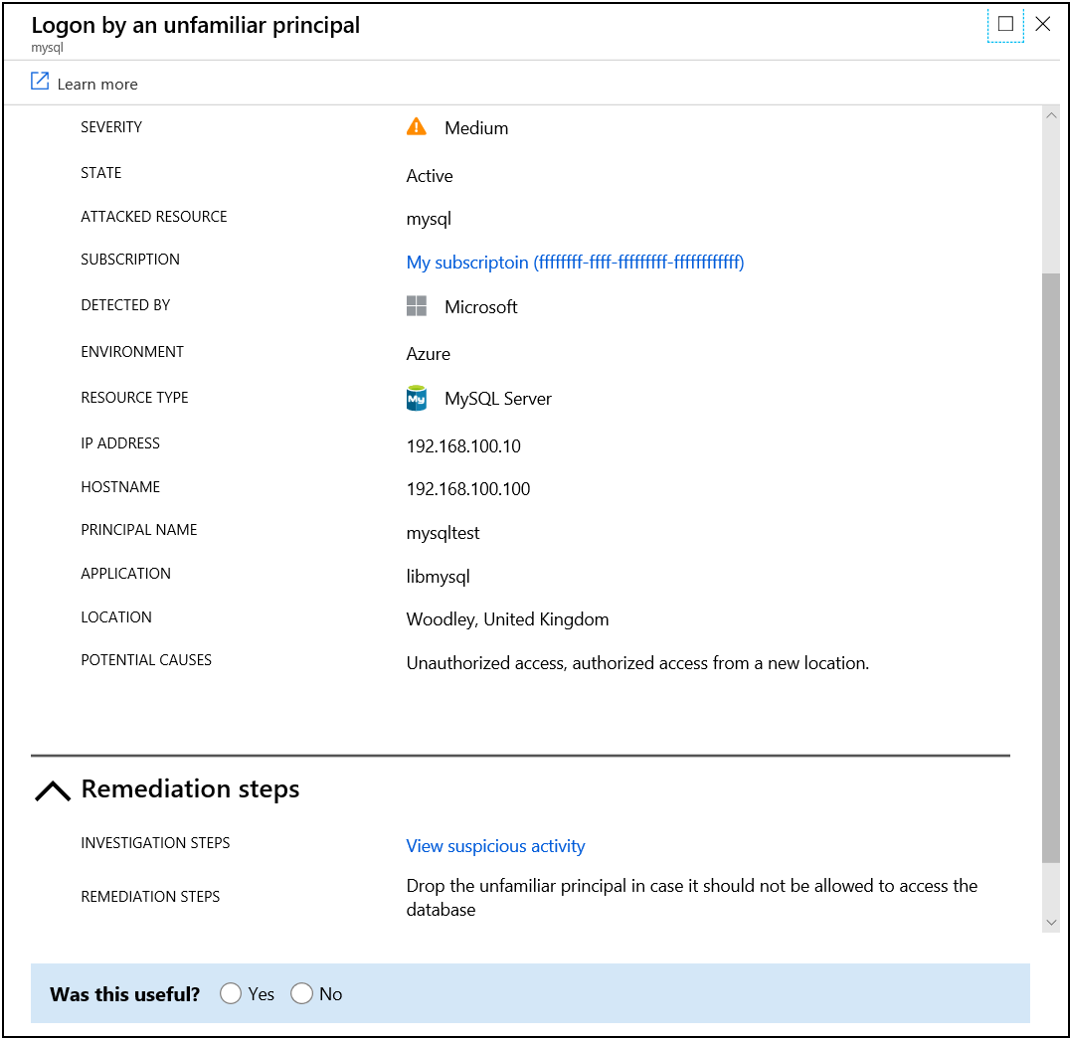 Logon by an unfamiliar principal
mysql
Learn more
SEVERITY Medium
STATE Active
ATTACKED RESOURCE mysql
SUBSCRIPTION My subscriptoin (ffffffff-ffff-fffffffff-ffffffffffff)
DETECTED BY Microsoft
ENVIRONMENT Azure
RESOURCE TYPE My MySQL Server
IP ADDRESS 192.168.100.10
HOSTNAME 192.168.100.100
PRINCIPAL NAME mysqltest
APPLICATION libmysql
LOCATION Woodley, United Kingdom
POTENTIAL CAUSES Unauthorized access, authorized access from a new location.
Remediation steps
INVESTIGATION STEPS View suspicious activity
REMEDIATION STEPS Drop the unfamiliar principal in case it should not be allowed to access the
database
Was this useful? Yes No